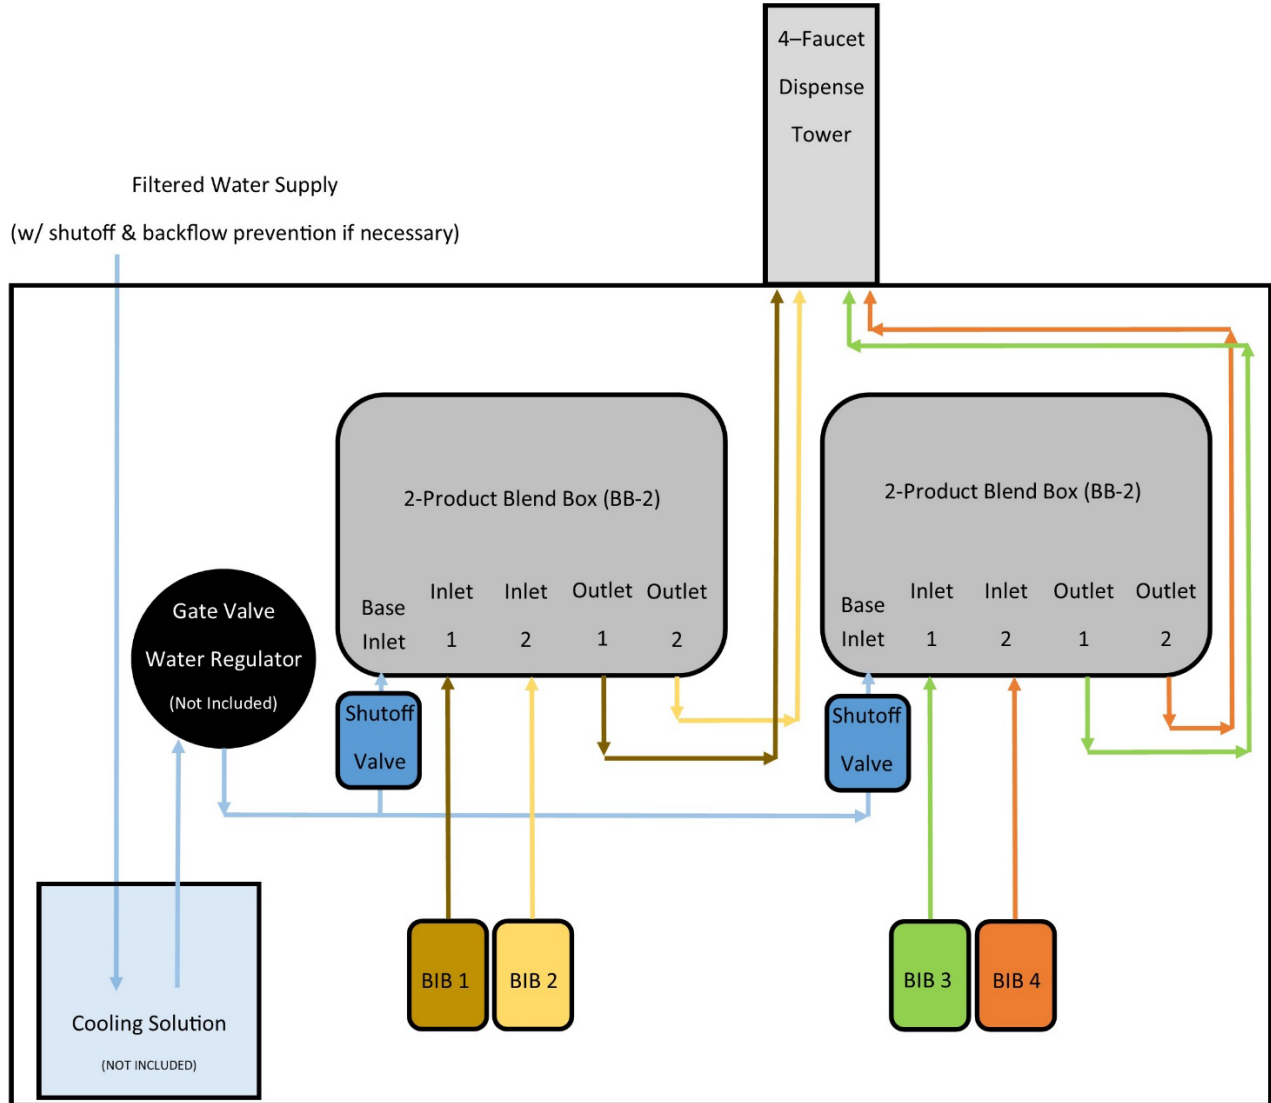 4–Faucet
Dispense
Tower
Filtered Water Supply
(w/ shutoff & backflow prevention if necessary)
2-Product Blend Box (BB-2)
Base
Inlet
Inlet
1
Inlet
2
Outlet
1
Outlet
2
2-Product Blend Box (BB-2)
Base
Inlet
Inlet
1
Inlet
2
Outlet
1
Outlet
2
Gate Valve
Water Regulator
(Not Included)
Shutoff
Valve
Shutoff
Valve
BIB 1
BIB 2
BIB 3
BIB 4
Cooling Solution
(NOT INCLUDED)